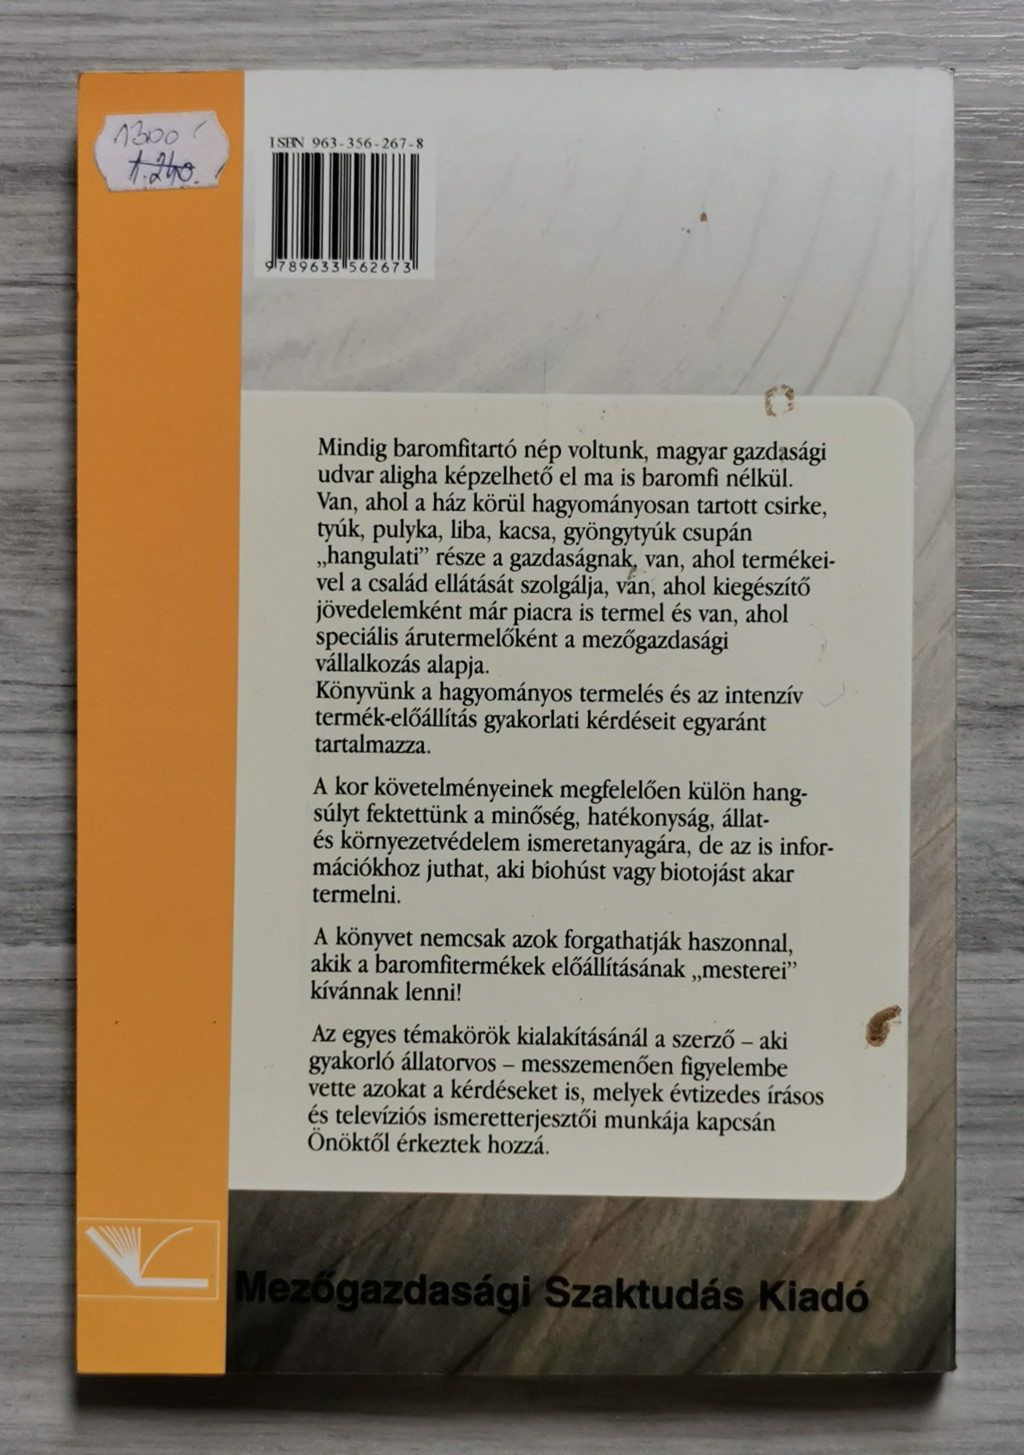 1300
1.240.
ISBN 963-356-267-8
9789633562673
Mindig baromfitartó nép voltunk, magyar gazdasági
udvar aligha képzelhető el ma is baromfi nélkül.
Van, ahol a ház körül hagyományosan tartott csirke,
tyúk, pulyka, liba, kacsa, gyöngytyúk csupán
„hangulati” része a gazdaságnak, van, ahol termékei-
vel a család ellátását szolgálja, van, ahol kiegészítő
jövedelemként már piacra is termel és van, ahol
speciális árutermelőként a mezőgazdasági
vállalkozás alapja.
Könyvünk a hagyományos termelés és az intenzív
termék-előállítás gyakorlati kérdéseit egyaránt
tartalmazza.
A kor követelményeinek megfelelően külön hang-
súlyt fektettünk a minőség, hatékonyság, állat-
és környezetvédelem ismeretanyagára, de az is infor-
mációkhoz juthat, aki biohúst vagy biotojást akar
termelni.
A könyvet nemcsak azok forgathatják haszonnal,
akik a baromfitermékek előállításának „mesterei”
kívánnak lenni!
Az egyes témakörök kialakításánál a szerző – aki
gyakorló állatorvos – messzemenően figyelembe
vette azokat a kérdéseket is, melyek évtizedes írásos
és televíziós ismeretterjesztői munkája kapcsán
Önöktől érkeztek hozzá.
Mezőgazdasági Szaktudás Kiadó